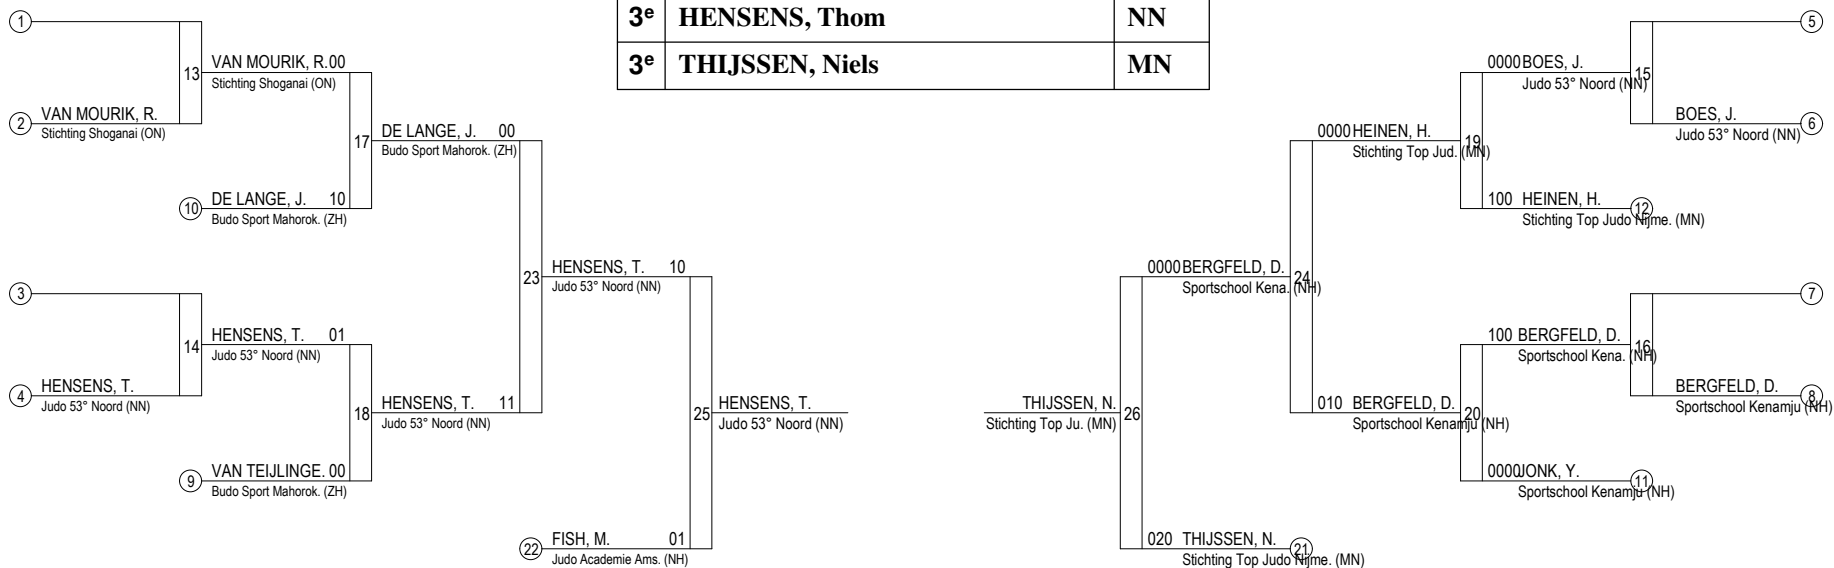 3e HENSENS, Thom NN
3e THIJSSEN, Niels MN
1
13
VAN MOURIK, R. 00
Stichting Shoganai (ON)
2 VAN MOURIK, R.
Stichting Shoganai (ON)
17
DE LANGE, J. 00
Budo Sport Mahorok. (ZH)
10 DE LANGE, J. 10
Budo Sport Mahorok. (ZH)
23
HENSENS, T. 10
Judo 53° Noord (NN)
3
14
HENSENS, T. 01
Judo 53° Noord (NN)
4 HENSENS, T.
Judo 53° Noord (NN)
18
HENSENS, T. 11
Judo 53° Noord (NN)
9 VAN TEIJLINGE. 00
Budo Sport Mahorok. (ZH)
25
HENSENS, T.
Judo 53° Noord (NN)
22 FISH, M. 01
Judo Academie Ams. (NH)
5
0000 BOES, J.
Judo 53° Noord (NN)
15
BOES, J. 6
Judo 53° Noord (NN)
0000 HEINEN, H.
Stichting Top Jud. (MN)
19
100 HEINEN, H. 12
Stichting Top Judo Nijme. (MN)
0000 BERGFELD, D.
Sportschool Kena. (NH)
24
7
100 BERGFELD, D.
Sportschool Kena. (NH)
16
BERGFELD, D. 8
Sportschool Kenamju (NH)
THIJSSEN, N.
Stichting Top Ju. (MN)
26
010 BERGFELD, D.
Sportschool Kenamju (NH)
20
0000 JONK, Y. 11
Sportschool Kenamju (NH)
020 THIJSSEN, N. 21
Stichting Top Judo Nijme. (MN)